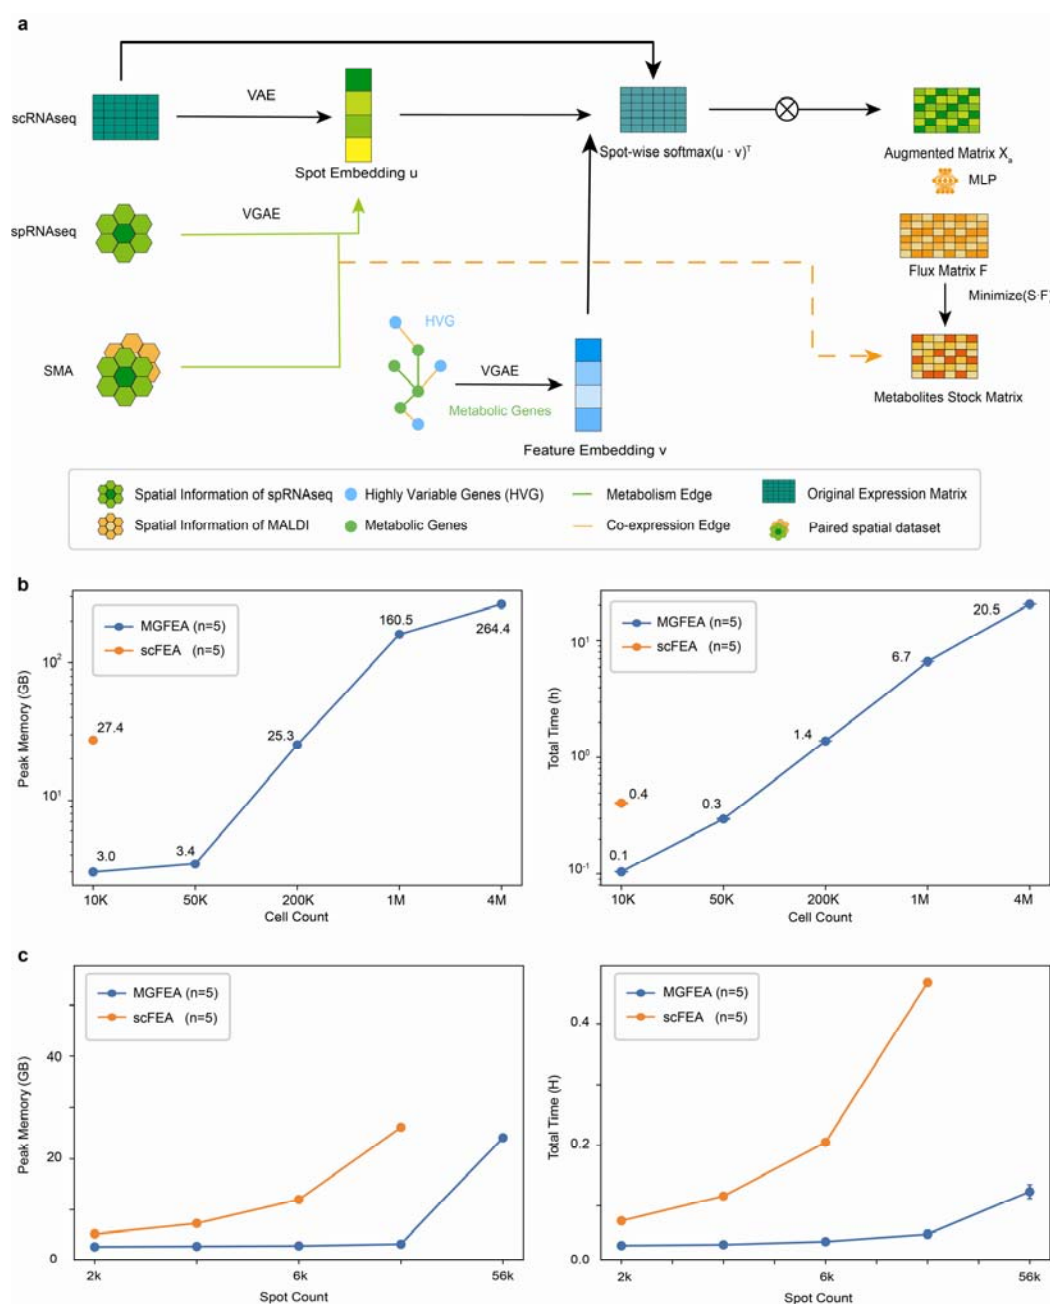 a
scRNAseq
VAE
Spot Embedding u
Spot-wise softmax(u · v)ᵀ
Augmented Matrix Xₐ
MLP
spRNAseq
VGAE
Flux Matrix F
Minimize(S·F)
HVG
SMA
VGAE
Metabolic Genes
Metabolites Stock Matrix
Feature Embedding v
Spatial Information of spRNAseq
Highly Variable Genes (HVG)
Metabolism Edge
Original Expression Matrix
Spatial Information of MALDI
Metabolic Genes
Co-expression Edge
Paired spatial dataset
b
MGFEA (n=5)
scFEA (n=5)
Peak Memory (GB)
10²
10¹
27.4
3.0
3.4
25.3
160.5
264.4
10K
50K
200K
1M
4M
Cell Count
MGFEA (n=5)
scFEA (n=5)
Total Time (h)
10¹
10⁰
10⁻¹
0.4
0.1
0.3
1.4
6.7
20.5
10K
50K
200K
1M
4M
Cell Count
c
MGFEA (n=5)
scFEA (n=5)
Peak Memory (GB)
40
20
0
2k
6k
56k
Spot Count
MGFEA (n=5)
scFEA (n=5)
Total Time (H)
0.4
0.2
0.0
2k
6k
56k
Spot Count